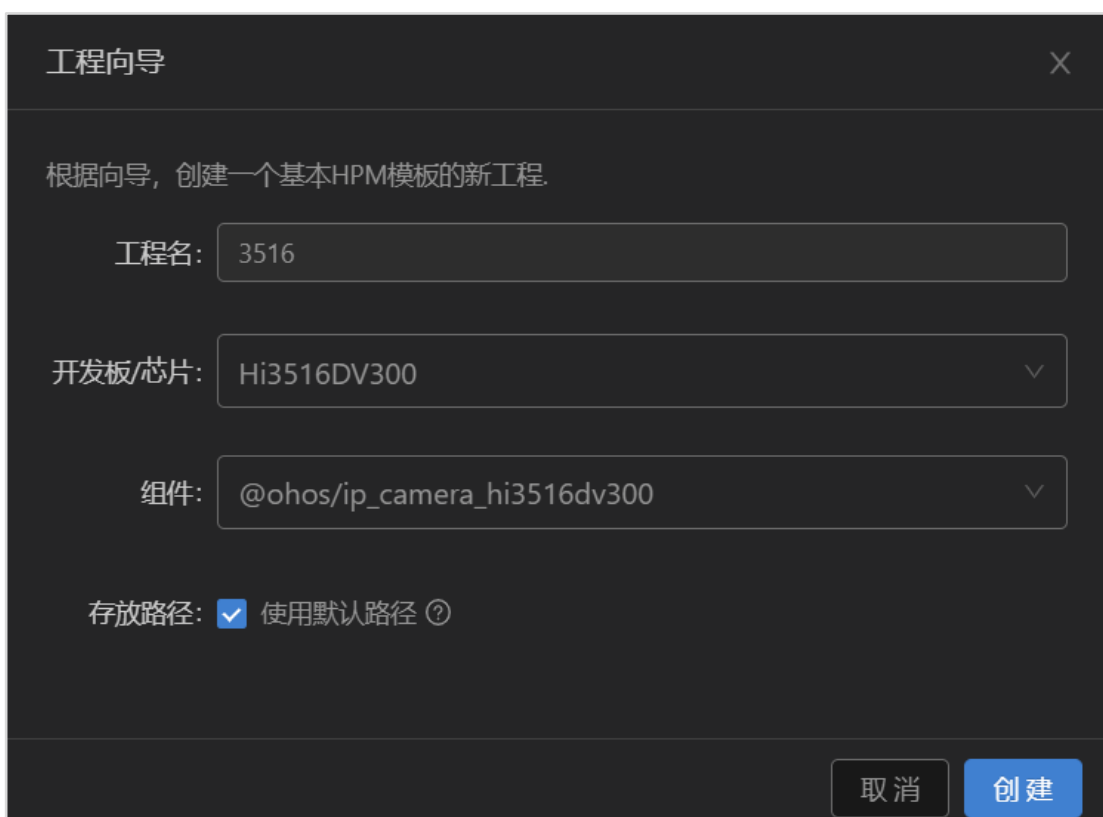 工程向导
根据向导，创建一个基本HPM模板的新工程.
工程名： 3516
开发板/芯片： Hi3516DV300
组件： @ohos/ip_camera_hi3516dv300
存放路径： 使用默认路径 ?
取消 创建